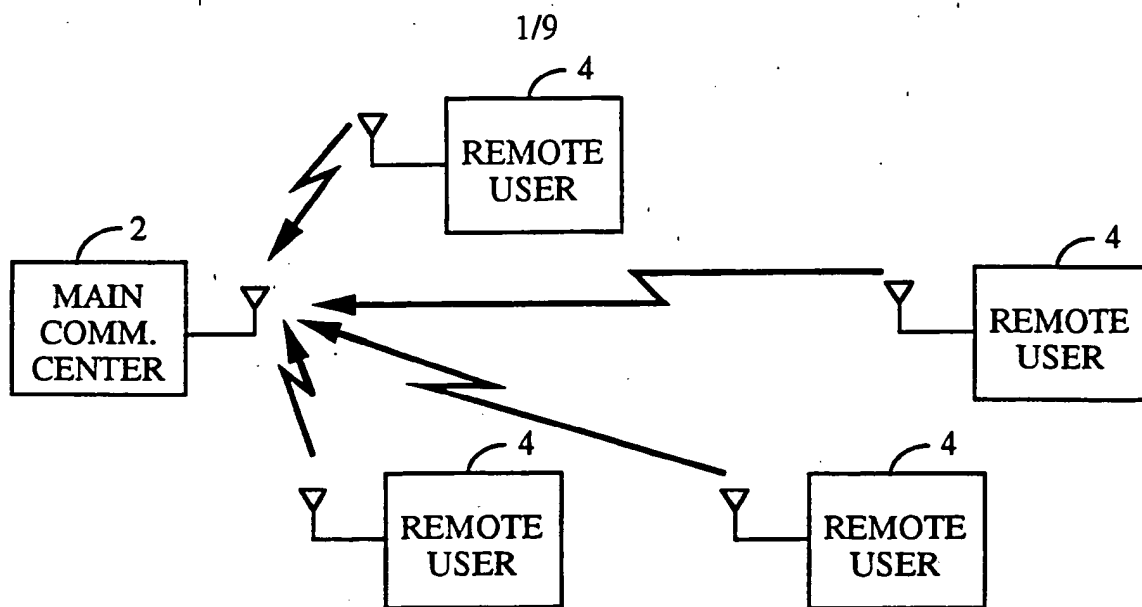 1/9
4
REMOTE
USER
2
MAIN
COMM.
CENTER
4
REMOTE
USER
4
REMOTE
USER
4
REMOTE
USER